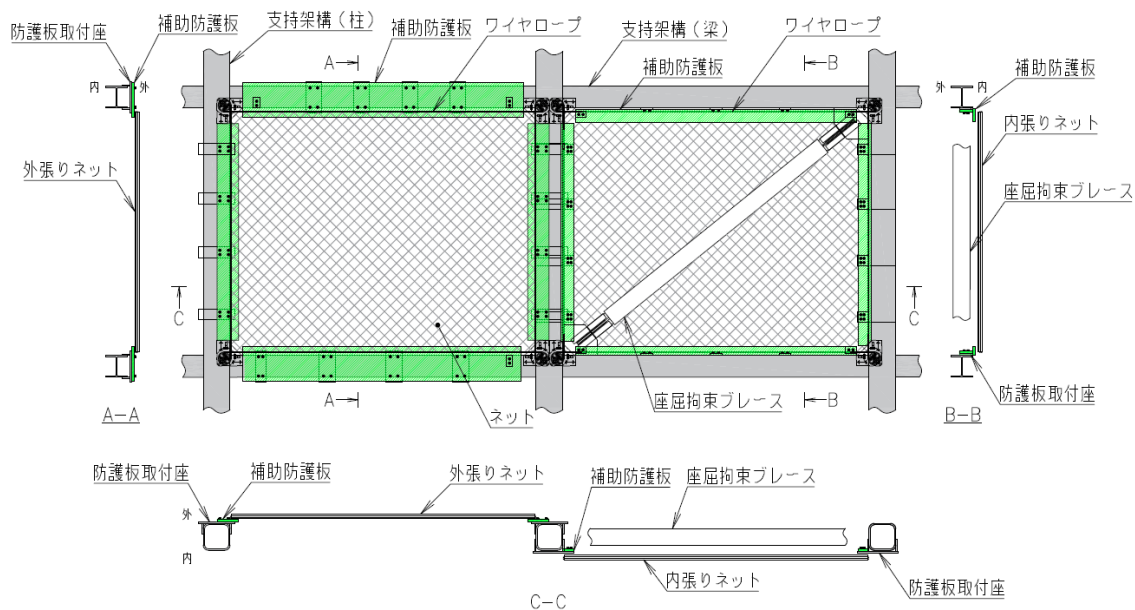 防護板取付座
補助防護板
支持架構（柱）
補助防護板
ワイヤロープ
支持架構（梁）
補助防護板
ワイヤロープ
補助防護板
内張りネット
座屈拘束ブレース
外張りネット
内
外
A
B
外
内
C
C
A
B
A-A
ネット
座屈拘束ブレース
防護板取付座
B-B
防護板取付座
補助防護板
外張りネット
補助防護板
座屈拘束ブレース
外
内
内張りネット
防護板取付座
C-C